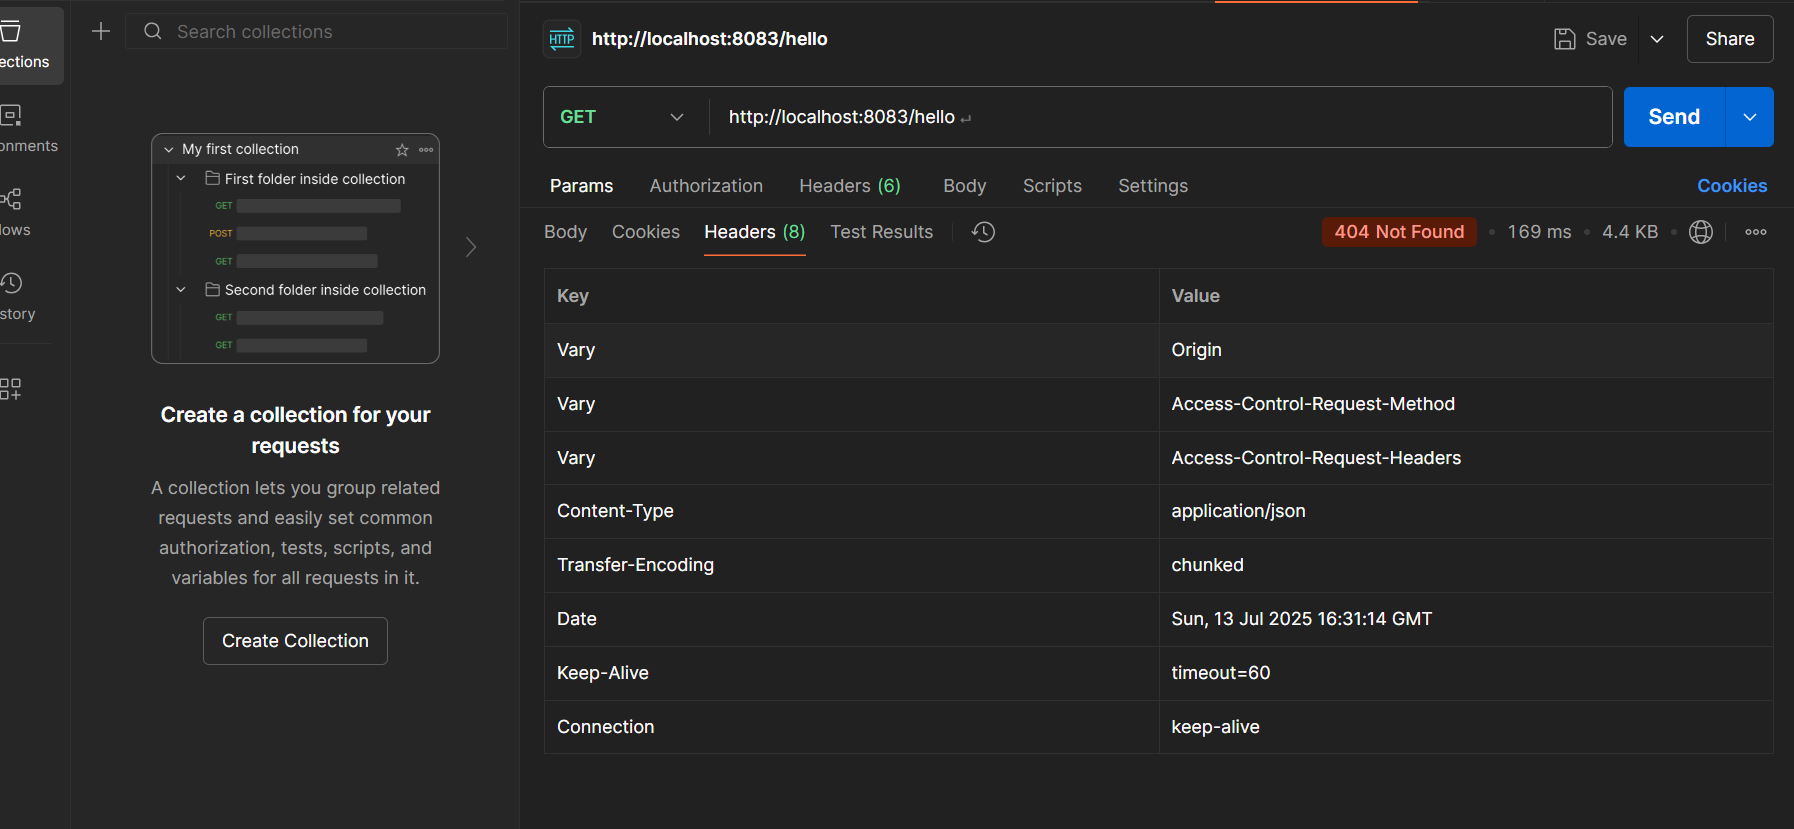 ections
onments
lows
story
Search collections
My first collection
First folder inside collection
GET
POST
GET
Second folder inside collection
GET
GET
Create a collection for your
requests
A collection lets you group related
requests and easily set common
authorization, tests, scripts, and
variables for all requests in it.
Create Collection
HTTP http://localhost:8083/hello
Save
Share
GET http://localhost:8083/hello
Send
Params Authorization Headers (6) Body Scripts Settings Cookies
Body Cookies Headers (8) Test Results 404 Not Found • 169 ms • 4.4 KB
Key Value
Vary Origin
Vary Access-Control-Request-Method
Vary Access-Control-Request-Headers
Content-Type application/json
Transfer-Encoding chunked
Date Sun, 13 Jul 2025 16:31:14 GMT
Keep-Alive timeout=60
Connection keep-alive